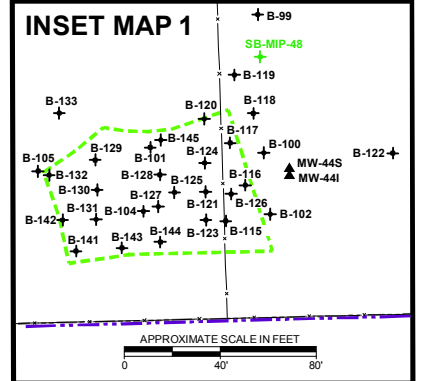 INSET MAP 1
B-99
SB-MIP-48
B-119
B-133
B-120
B-118
B-145
B-117
B-129
B-101
B-124
B-100
B-122
B-105
B-132
B-128
MW-44S
MW-44I
B-130
B-125
B-116
B-127
B-126
B-142
B-131
B-104
B-121
B-102
B-123
B-115
B-141
B-143
B-144
APPROXIMATE SCALE IN FEET
0 40' 80'